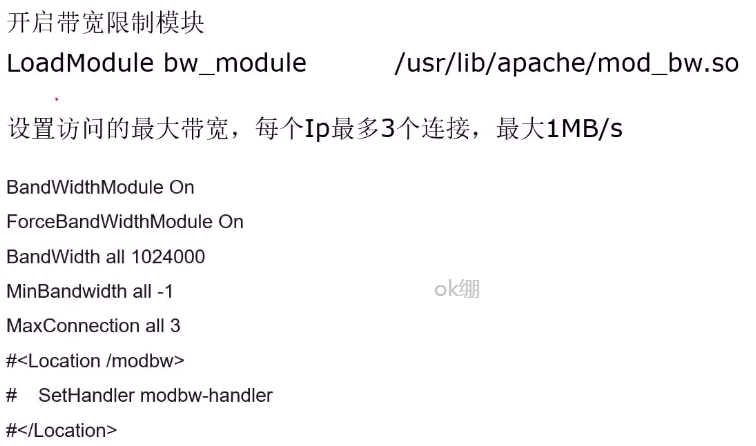 开启带宽限制模块
LoadModule bw_module /usr/lib/apache/mod_bw.so
设置访问的最大带宽，每个Ip最多3个连接，最大1MB/s
BandWidthModule On
ForceBandWidthModule On
BandWidth all 1024000
MinBandwidth all -1
ok绷
MaxConnection all 3
#<Location /modbw>
# SetHandler modbw-handler
#</Location>